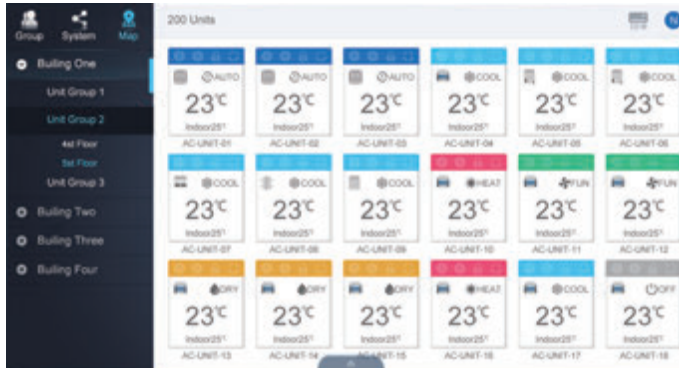 Group System Map
200 Units
N
Builing One
Unit Group 1
Unit Group 2
4st Floor
5st Floor
Unit Group 3
Builing Two
Builing Three
Builing Four
AUTO AUTO AUTO COOL COOL COOL
23°C 23°C 23°C 23°C 23°C 23°C
Indoor25° Indoor25° Indoor25° Indoor25° Indoor25° Indoor25°
AC-UNIT-01 AC-UNIT-02 AC-UNIT-03 AC-UNIT-04 AC-UNIT-05 AC-UNIT-06
COOL COOL COOL HEAT FUN FUN
23°C 23°C 23°C 23°C 23°C 23°C
Indoor25° Indoor25° Indoor25° Indoor25° Indoor25° Indoor25°
AC-UNIT-07 AC-UNIT-08 AC-UNIT-09 AC-UNIT-10 AC-UNIT-11 AC-UNIT-12
DRY DRY DRY HEAT COOL OFF
23°C 23°C 23°C 23°C 23°C 23°C
Indoor25° Indoor25° Indoor25° Indoor25° Indoor25° Indoor25°
AC-UNIT-13 AC-UNIT-14 AC-UNIT-15 AC-UNIT-16 AC-UNIT-17 AC-UNIT-18